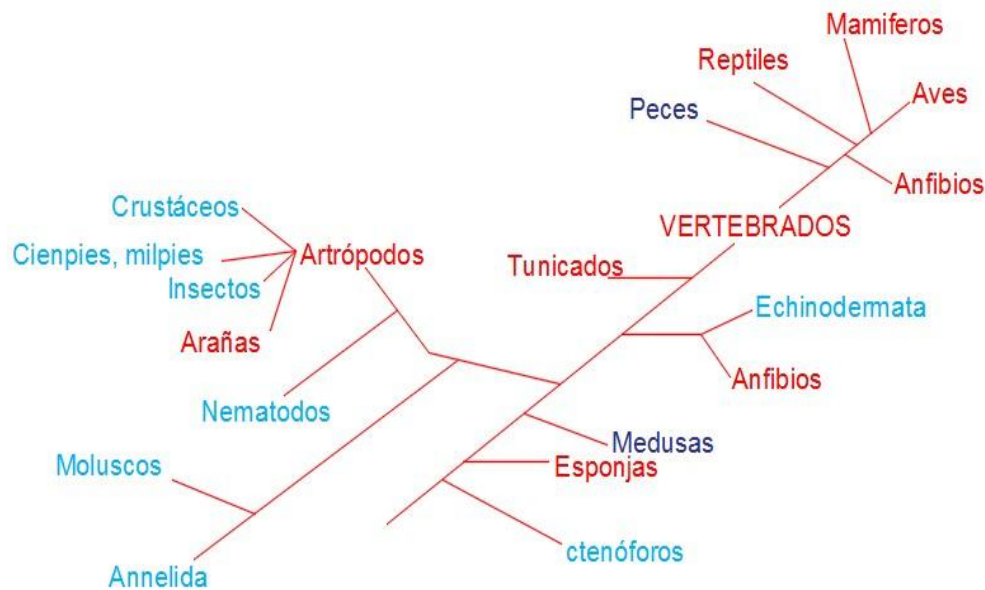 Mamiferos
Reptiles
Aves
Peces
Anfibios
Crustáceos
VERTEBRADOS
Cienpies, milpies
Artrópodos
Tunicados
Insectos
Echinodermata
Arañas
Anfibios
Nematodos
Medusas
Moluscos
Esponjas
ctenóforos
Annelida